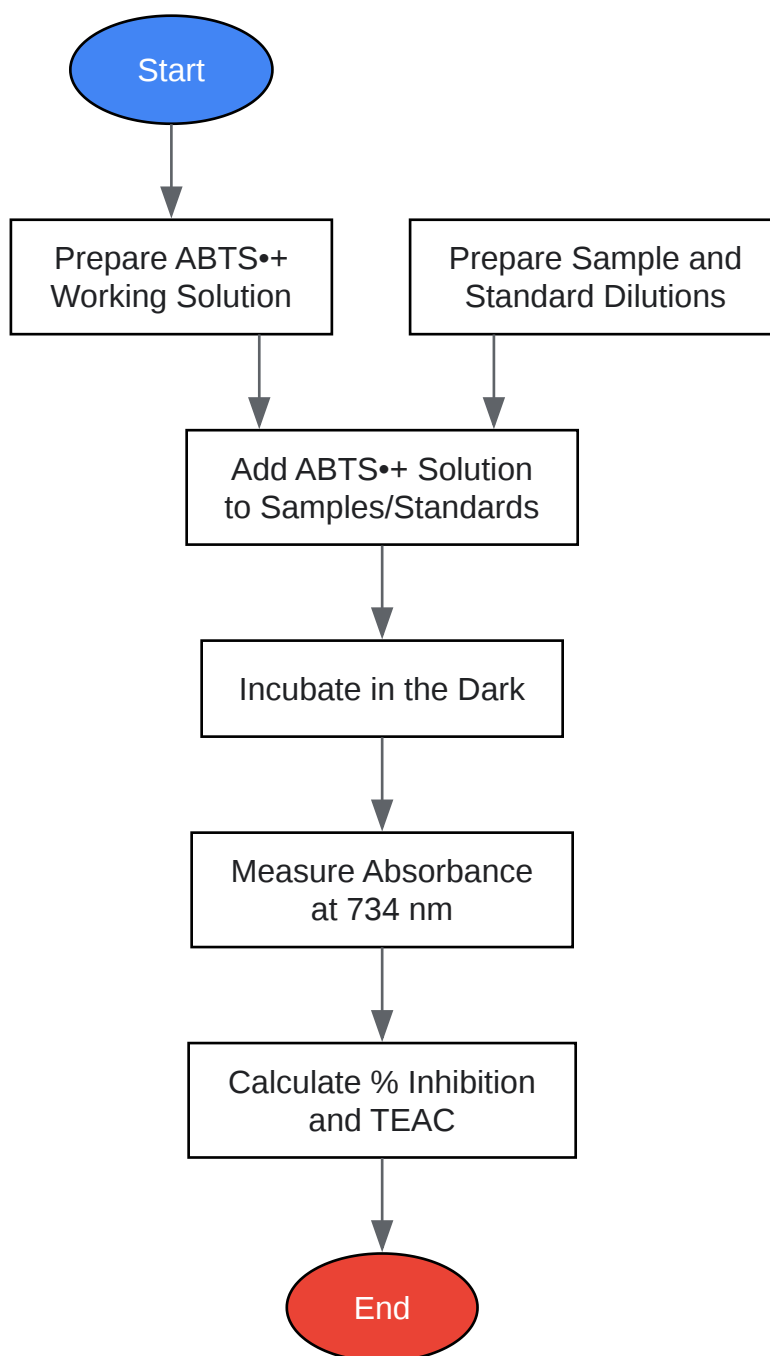 Start
Prepare ABTS•+
Working Solution
Prepare Sample and
Standard Dilutions
Add ABTS•+ Solution
to Samples/Standards
Incubate in the Dark
Measure Absorbance
at 734 nm
Calculate % Inhibition
and TEAC
End